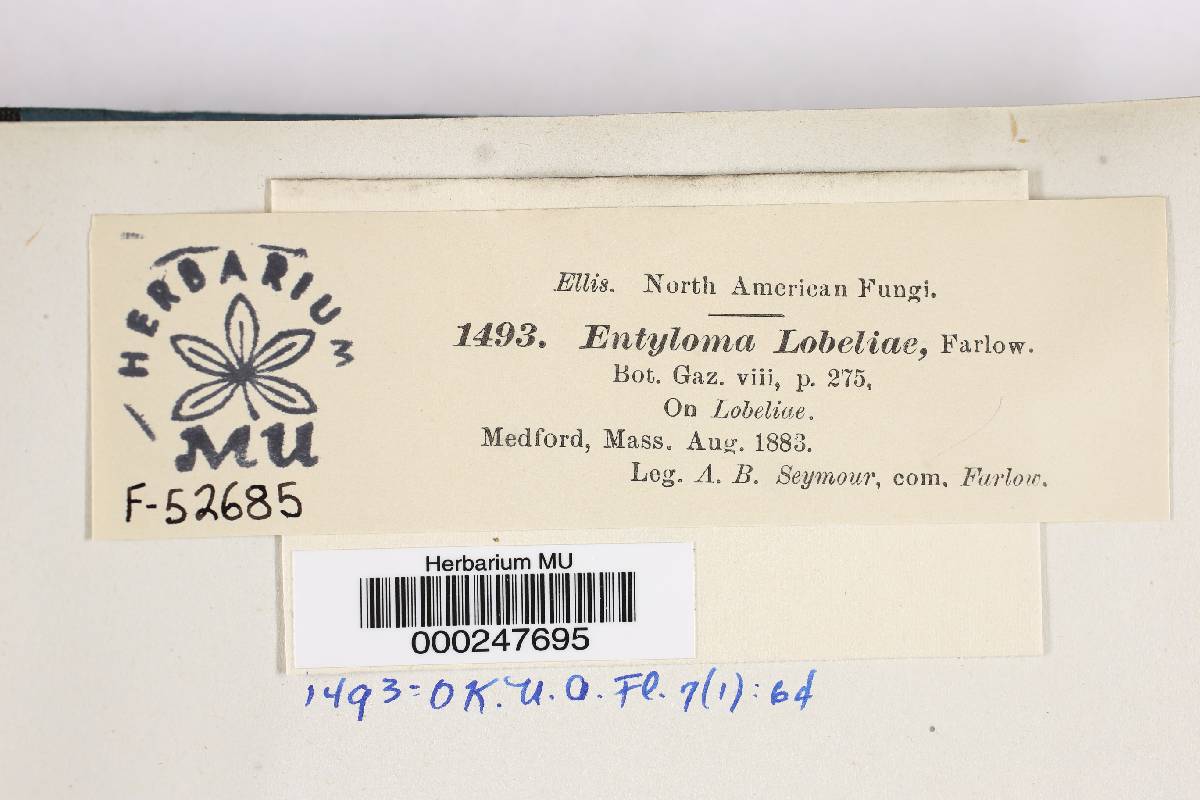 HERBARIUM
MU
F-52685
Ellis. North American Fungi.
1493. Entyloma Lobeliae, Farlow.
Bot. Gaz. viii, p. 275,
On Lobeliae.
Medford, Mass. Aug. 1883.
Leg. A. B. Seymour, com. Farlow.
Herbarium MU
000247695
1493=OK. N. A. Fl. 7(1):